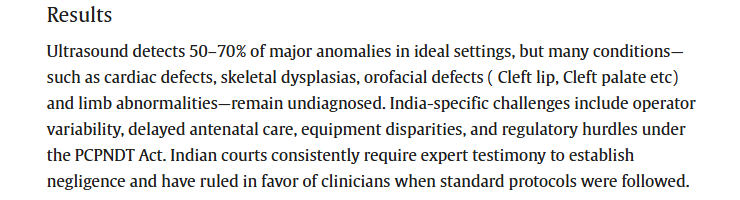 Results
Ultrasound detects 50–70% of major anomalies in ideal settings, but many conditions—
such as cardiac defects, skeletal dysplasias, orofacial defects ( Cleft lip, Cleft palate etc)
and limb abnormalities—remain undiagnosed. India-specific challenges include operator
variability, delayed antenatal care, equipment disparities, and regulatory hurdles under
the PCPNDT Act. Indian courts consistently require expert testimony to establish
negligence and have ruled in favor of clinicians when standard protocols were followed.